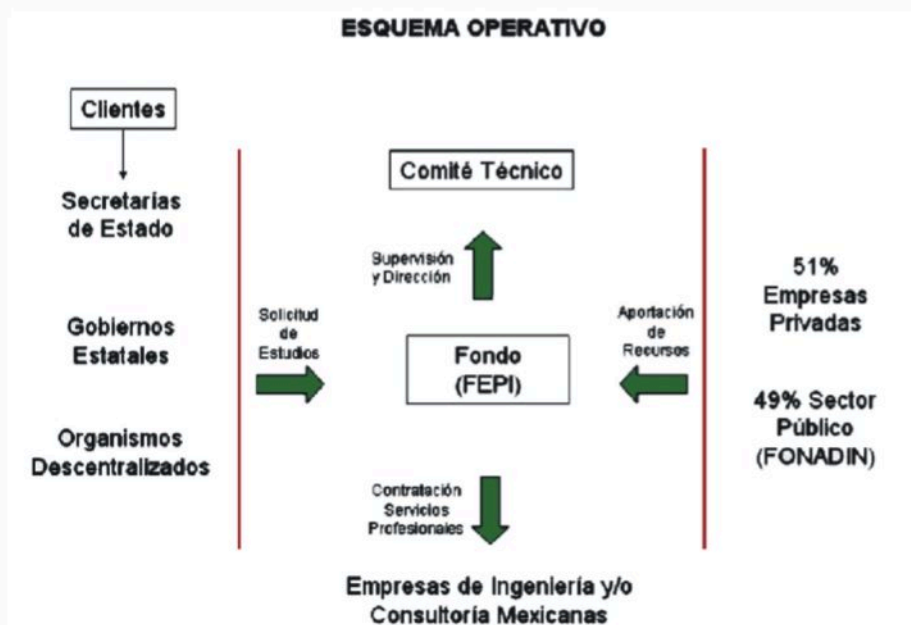 ESQUEMA OPERATIVO
Clientes
Secretarías
de Estado
Gobiernos
Estatales
Organismos
Descentralizados
Solicitud
de
Estudios
Comité Técnico
Supervisión
y Dirección
Fondo
(FEPI)
Contratación
Servicios
Profesionales
Empresas de Ingeniería y/o
Consultoría Mexicanas
Aportación
de
Recursos
51%
Empresas
Privadas
49% Sector
Público
(FONADIN)